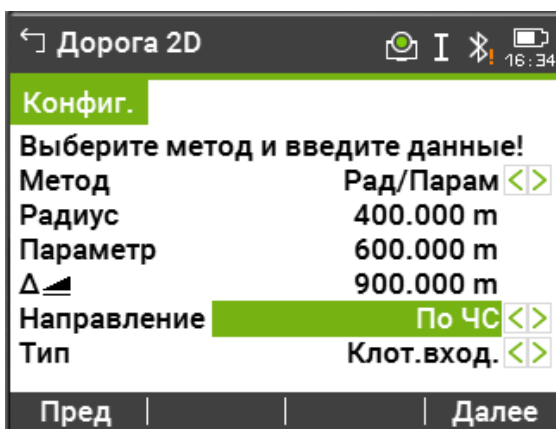 Дорога 2D
I
16:34
Конфиг.
Выберите метод и введите данные!
Метод Рад/Парам
Радиус 400.000 m
Параметр 600.000 m
Δ 900.000 m
Направление По ЧС
Тип Клот.вход.
Пред Далее